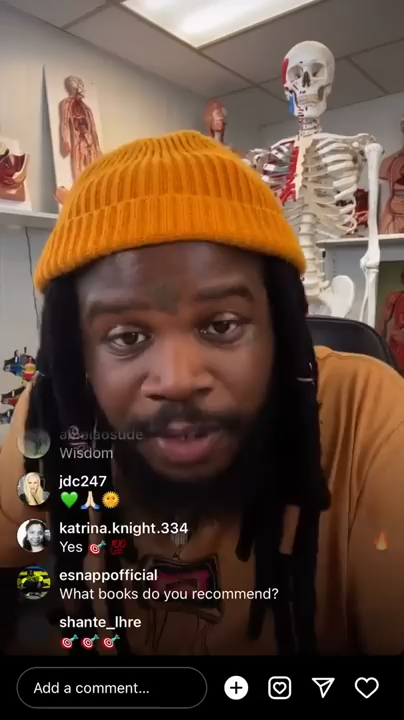 Wisdom
jdc247
💚🙏🏻🌞
katrina.knight.334
Yes 🎯 💯
esnappofficial
What books do you recommend?
shante_lhre
🎯🎯🎯
Add a comment...